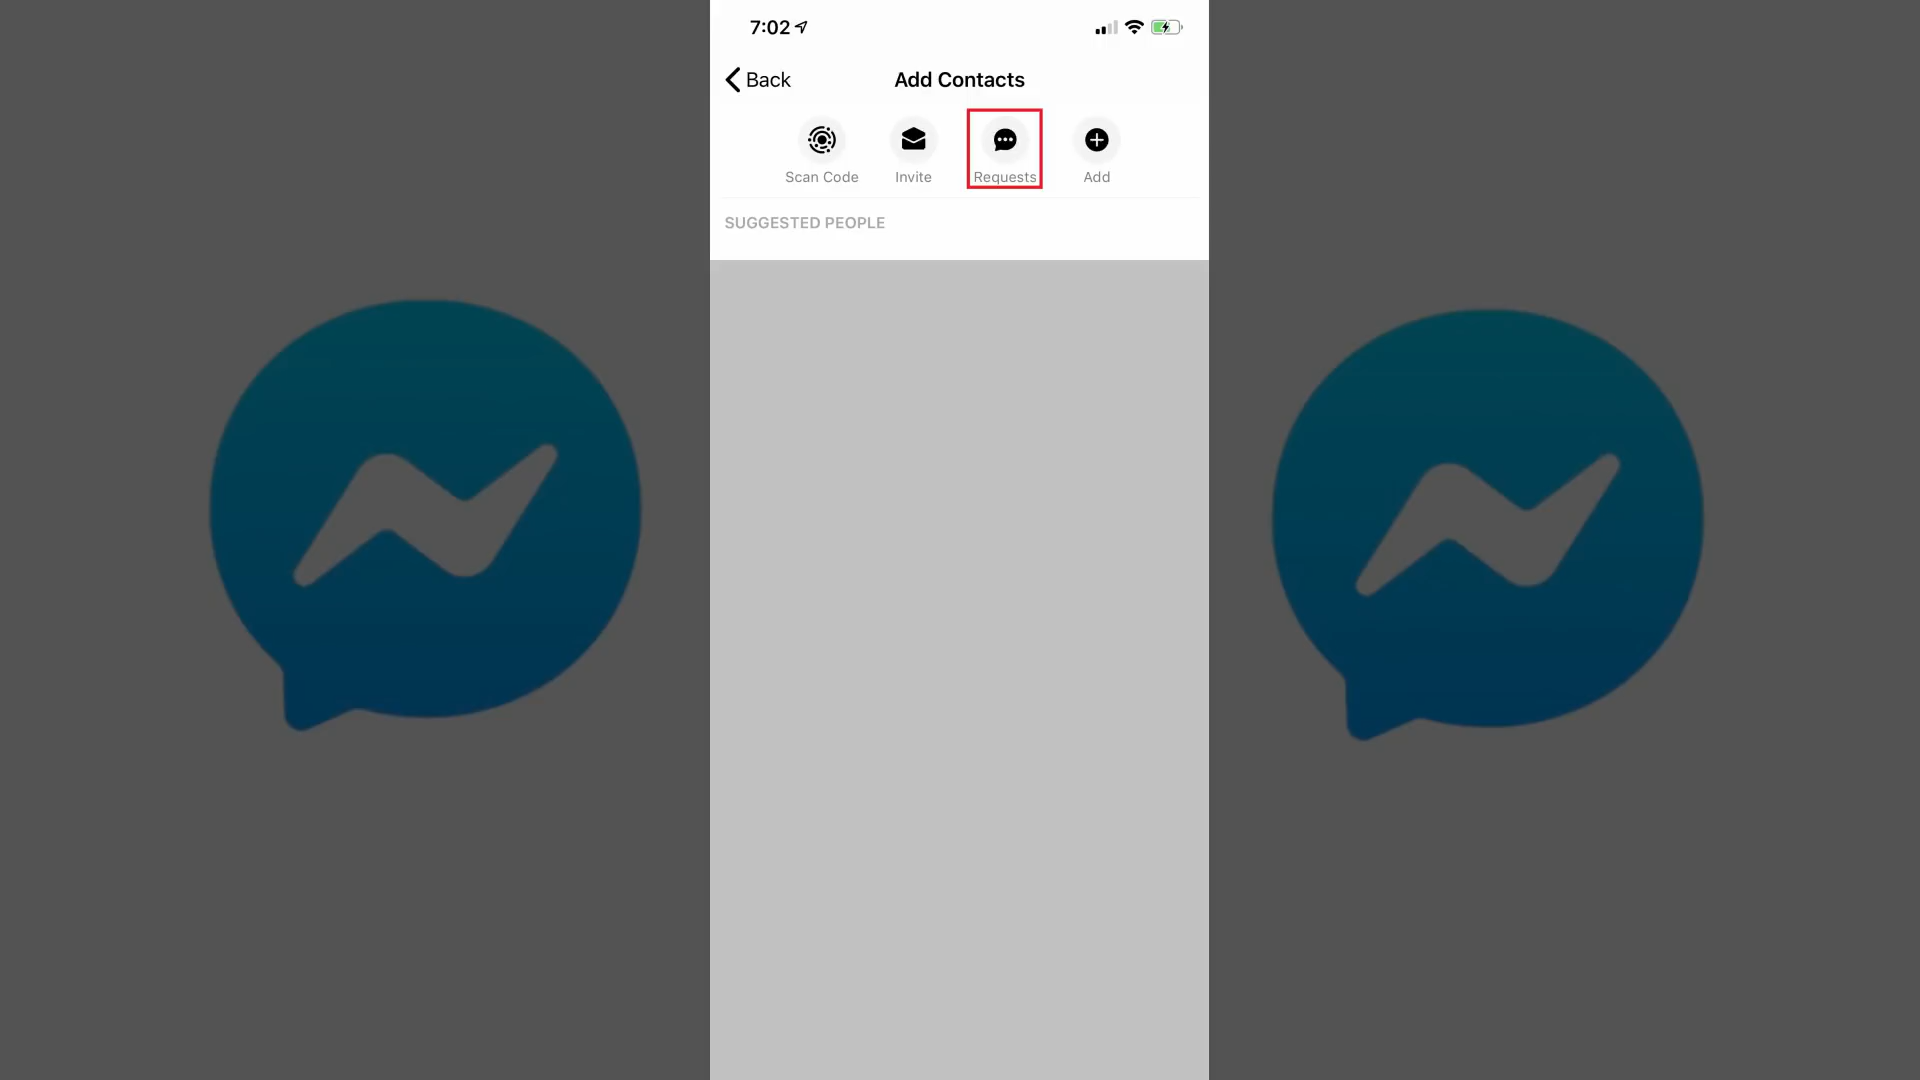 7:02
Back
Add Contacts
Scan Code
Invite
Requests
Add
SUGGESTED PEOPLE